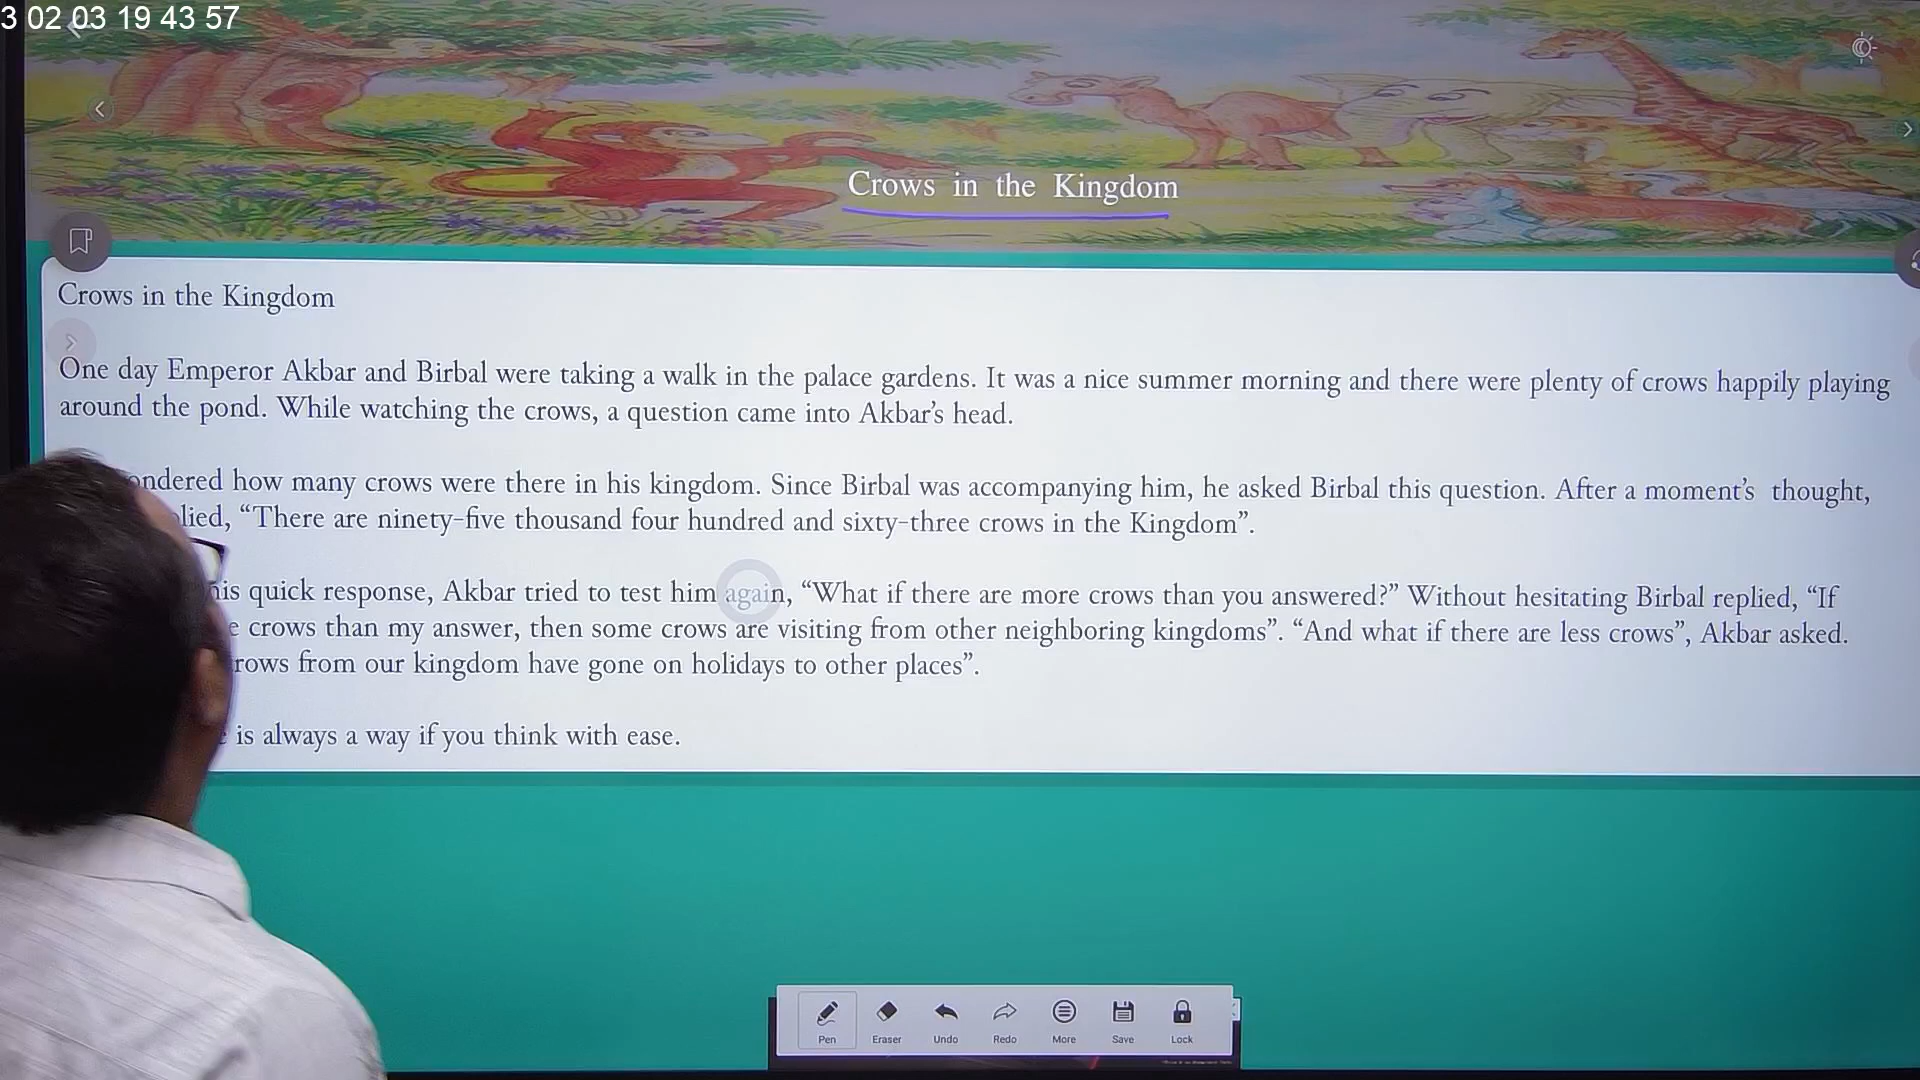 3 02 03 19 43 57
Crows in the Kingdom
Crows in the Kingdom
One day Emperor Akbar and Birbal were taking a walk in the palace gardens. It was a nice summer morning and there were plenty of crows happily playing
around the pond. While watching the crows, a question came into Akbar’s head.
how many crows were there in his kingdom. Since Birbal was accompanying him, he asked Birbal this question. After a moment’s thought,
“There are ninety-five thousand four hundred and sixty-three crows in the Kingdom”.
quick response, Akbar tried to test him again, “What if there are more crows than you answered?” Without hesitating Birbal replied, “If
crows than my answer, then some crows are visiting from other neighboring kingdoms”. “And what if there are less crows”, Akbar asked.
from our kingdom have gone on holidays to other places”.
is always a way if you think with ease.
Pen Eraser Undo Redo More Save Lock